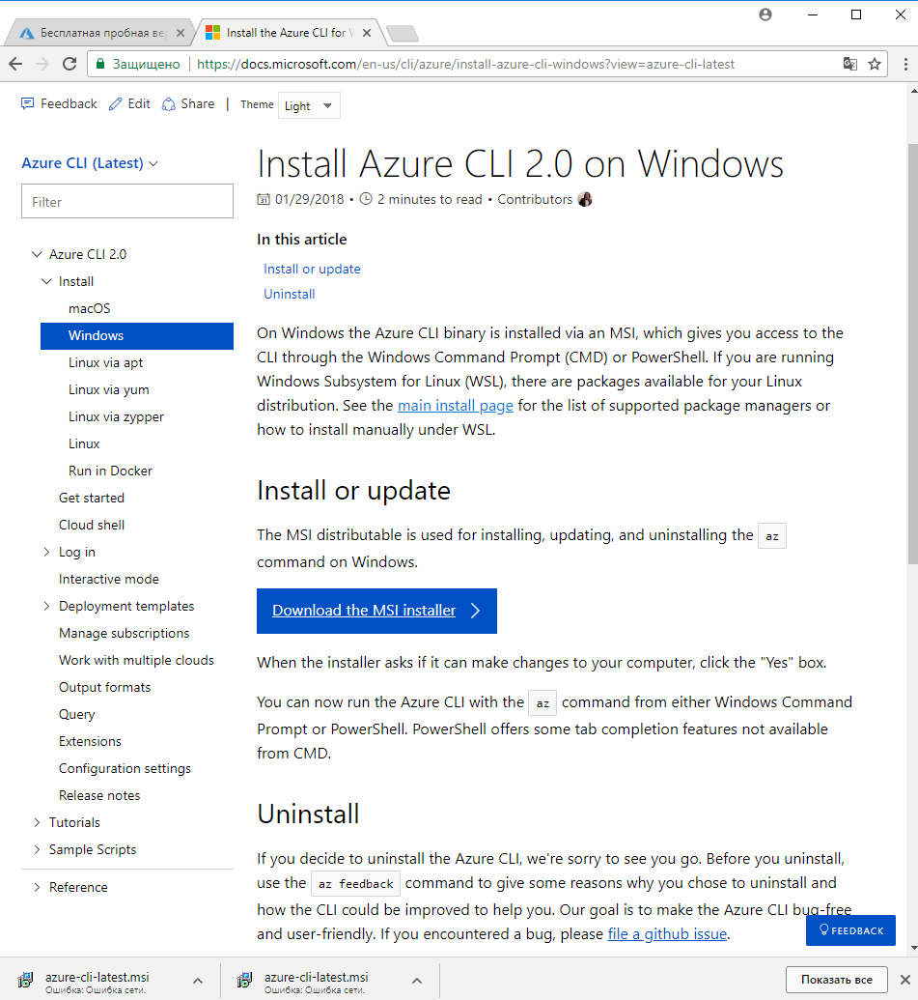 Бесплатная пробная вер
Install the Azure CLI for W
Защищено
https://docs.microsoft.com/en-us/cli/azure/install-azure-cli-windows?view=azure-cli-latest
Feedback Edit Share | Theme Light
Azure CLI (Latest)
Filter
Azure CLI 2.0
Install
macOS
Windows
Linux via apt
Linux via yum
Linux via zypper
Linux
Run in Docker
Get started
Cloud shell
Log in
Interactive mode
Deployment templates
Manage subscriptions
Work with multiple clouds
Output formats
Query
Extensions
Configuration settings
Release notes
Tutorials
Sample Scripts
Reference
Install Azure CLI 2.0 on Windows
01/29/2018 • 2 minutes to read • Contributors
In this article
Install or update
Uninstall
On Windows the Azure CLI binary is installed via an MSI, which gives you access to the
CLI through the Windows Command Prompt (CMD) or PowerShell. If you are running
Windows Subsystem for Linux (WSL), there are packages available for your Linux
distribution. See the main install page for the list of supported package managers or
how to install manually under WSL.
Install or update
The MSI distributable is used for installing, updating, and uninstalling the az
command on Windows.
Download the MSI installer
When the installer asks if it can make changes to your computer, click the "Yes" box.
You can now run the Azure CLI with the az command from either Windows Command
Prompt or PowerShell. PowerShell offers some tab completion features not available
from CMD.
Uninstall
If you decide to uninstall the Azure CLI, we're sorry to see you go. Before you uninstall,
use the az feedback command to give some reasons why you chose to uninstall and
how the CLI could be improved to help you. Our goal is to make the Azure CLI bug-free
and user-friendly. If you encountered a bug, please file a github issue.
FEEDBACK
azure-cli-latest.msi
Ошибка: Ошибка сети.
azure-cli-latest.msi
Ошибка: Ошибка сети.
Показать все